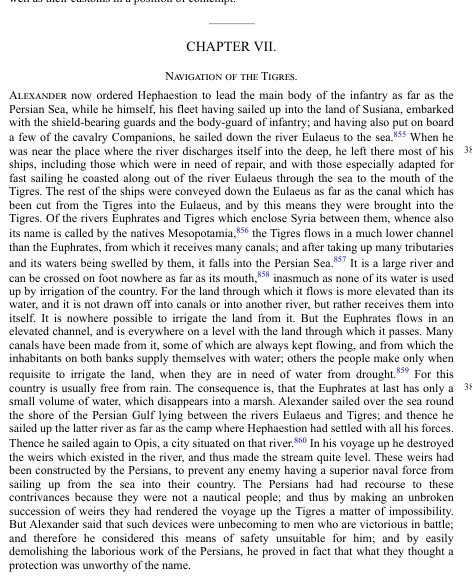 well as their customs in a position of contempt.
CHAPTER VII.
NAVIGATION OF THE TIGRES.
ALEXANDER now ordered Hephaestion to lead the main body of the infantry as far as the
Persian Sea, while he himself, his fleet having sailed up into the land of Susiana, embarked
with the shield-bearing guards and the body-guard of infantry; and having also put on board
a few of the cavalry Companions, he sailed down the river Eulaeus to the sea.855 When he
was near the place where the river discharges itself into the deep, he left there most of his
ships, including those which were in need of repair, and with those especially adapted for
fast sailing he coasted along out of the river Eulaeus through the sea to the mouth of the
Tigres. The rest of the ships were conveyed down the Eulaeus as far as the canal which has
been cut from the Tigres into the Eulaeus, and by this means they were brought into the
Tigres. Of the rivers Euphrates and Tigres which enclose Syria between them, whence also
its name is called by the natives Mesopotamia,856 the Tigres flows in a much lower channel
than the Euphrates, from which it receives many canals; and after taking up many tributaries
and its waters being swelled by them, it falls into the Persian Sea.857 It is a large river and
can be crossed on foot nowhere as far as its mouth,858 inasmuch as none of its water is used
up by irrigation of the country. For the land through which it flows is more elevated than its
water, and it is not drawn off into canals or into another river, but rather receives them into
itself. It is nowhere possible to irrigate the land from it. But the Euphrates flows in an
elevated channel, and is everywhere on a level with the land through which it passes. Many
canals have been made from it, some of which are always kept flowing, and from which the
inhabitants on both banks supply themselves with water; others the people make only when
requisite to irrigate the land, when they are in need of water from drought.859 For this
country is usually free from rain. The consequence is, that the Euphrates at last has only a
small volume of water, which disappears into a marsh. Alexander sailed over the sea round
the shore of the Persian Gulf lying between the rivers Eulaeus and Tigres; and thence he
sailed up the latter river as far as the camp where Hephaestion had settled with all his forces.
Thence he sailed again to Opis, a city situated on that river.860 In his voyage up he destroyed
the weirs which existed in the river, and thus made the stream quite level. These weirs had
been constructed by the Persians, to prevent any enemy having a superior naval force from
sailing up from the sea into their country. The Persians had had recourse to these
contrivances because they were not a nautical people; and thus by making an unbroken
succession of weirs they had rendered the voyage up the Tigres a matter of impossibility.
But Alexander said that such devices were unbecoming to men who are victorious in battle;
and therefore he considered this means of safety unsuitable for him; and by easily
demolishing the laborious work of the Persians, he proved in fact that what they thought a
protection was unworthy of the name.